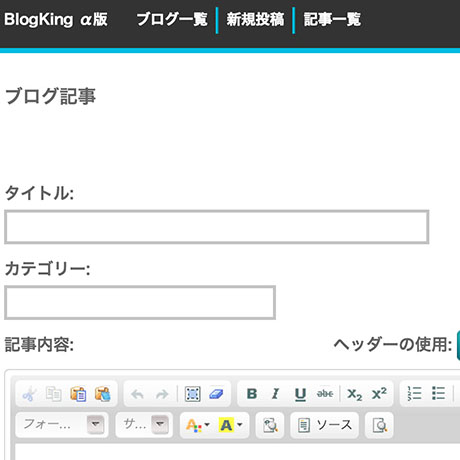 BlogKing α版 ブログ一覧 新規投稿 記事一覧
ブログ記事
タイトル:
カテゴリー:
記事内容: ヘッダーの使用:
B I U abc X₂ X²
フォー... サ... A A ソース